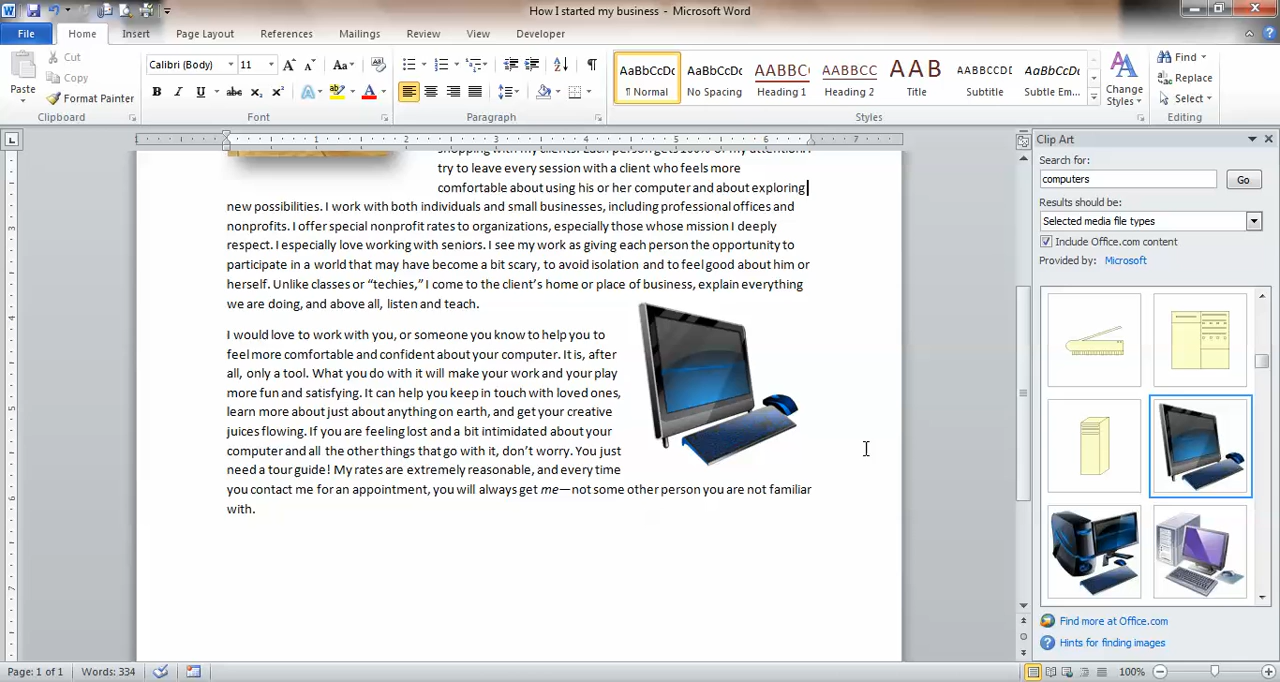 How I started my business - Microsoft Word
File Home Insert Page Layout References Mailings Review View Developer
Paste
Cut
Copy
Format Painter
Clipboard
Calibri (Body) 11
Font
Paragraph
AaBbCcDc AaBbCcDc AABBC AABBCC AAB AABBCCDD AaBbCcDc
¶ Normal No Spacing Heading 1 Heading 2 Title Subtitle Subtle Em...
Change Styles
Styles
Find
Replace
Select
Editing
shopping with my clients. Each person gets 100% of my attention. I
try to leave every session with a client who feels more
comfortable about using his or her computer and about exploring
new possibilities. I work with both individuals and small businesses, including professional offices and
nonprofits. I offer special nonprofit rates to organizations, especially those whose mission I deeply
respect. I especially love working with seniors. I see my work as giving each person the opportunity to
participate in a world that may have become a bit scary, to avoid isolation and to feel good about him or
herself. Unlike classes or “techies,” I come to the client’s home or place of business, explain everything
we are doing, and above all, listen and teach.
I would love to work with you, or someone you know to help you to
feel more comfortable and confident about your computer. It is, after
all, only a tool. What you do with it will make your work and your play
more fun and satisfying. It can help you keep in touch with loved ones,
learn more about just about anything on earth, and get your creative
juices flowing. If you are feeling lost and a bit intimidated about your
computer and all the other things that go with it, don’t worry. You just
need a tour guide! My rates are extremely reasonable, and every time
you contact me for an appointment, you will always get me—not some other person you are not familiar
with.
Clip Art
Search for:
computers Go
Results should be:
Selected media file types
Include Office.com content
Provided by: Microsoft
Find more at Office.com
Hints for finding images
Page: 1 of 1 Words: 334
100%